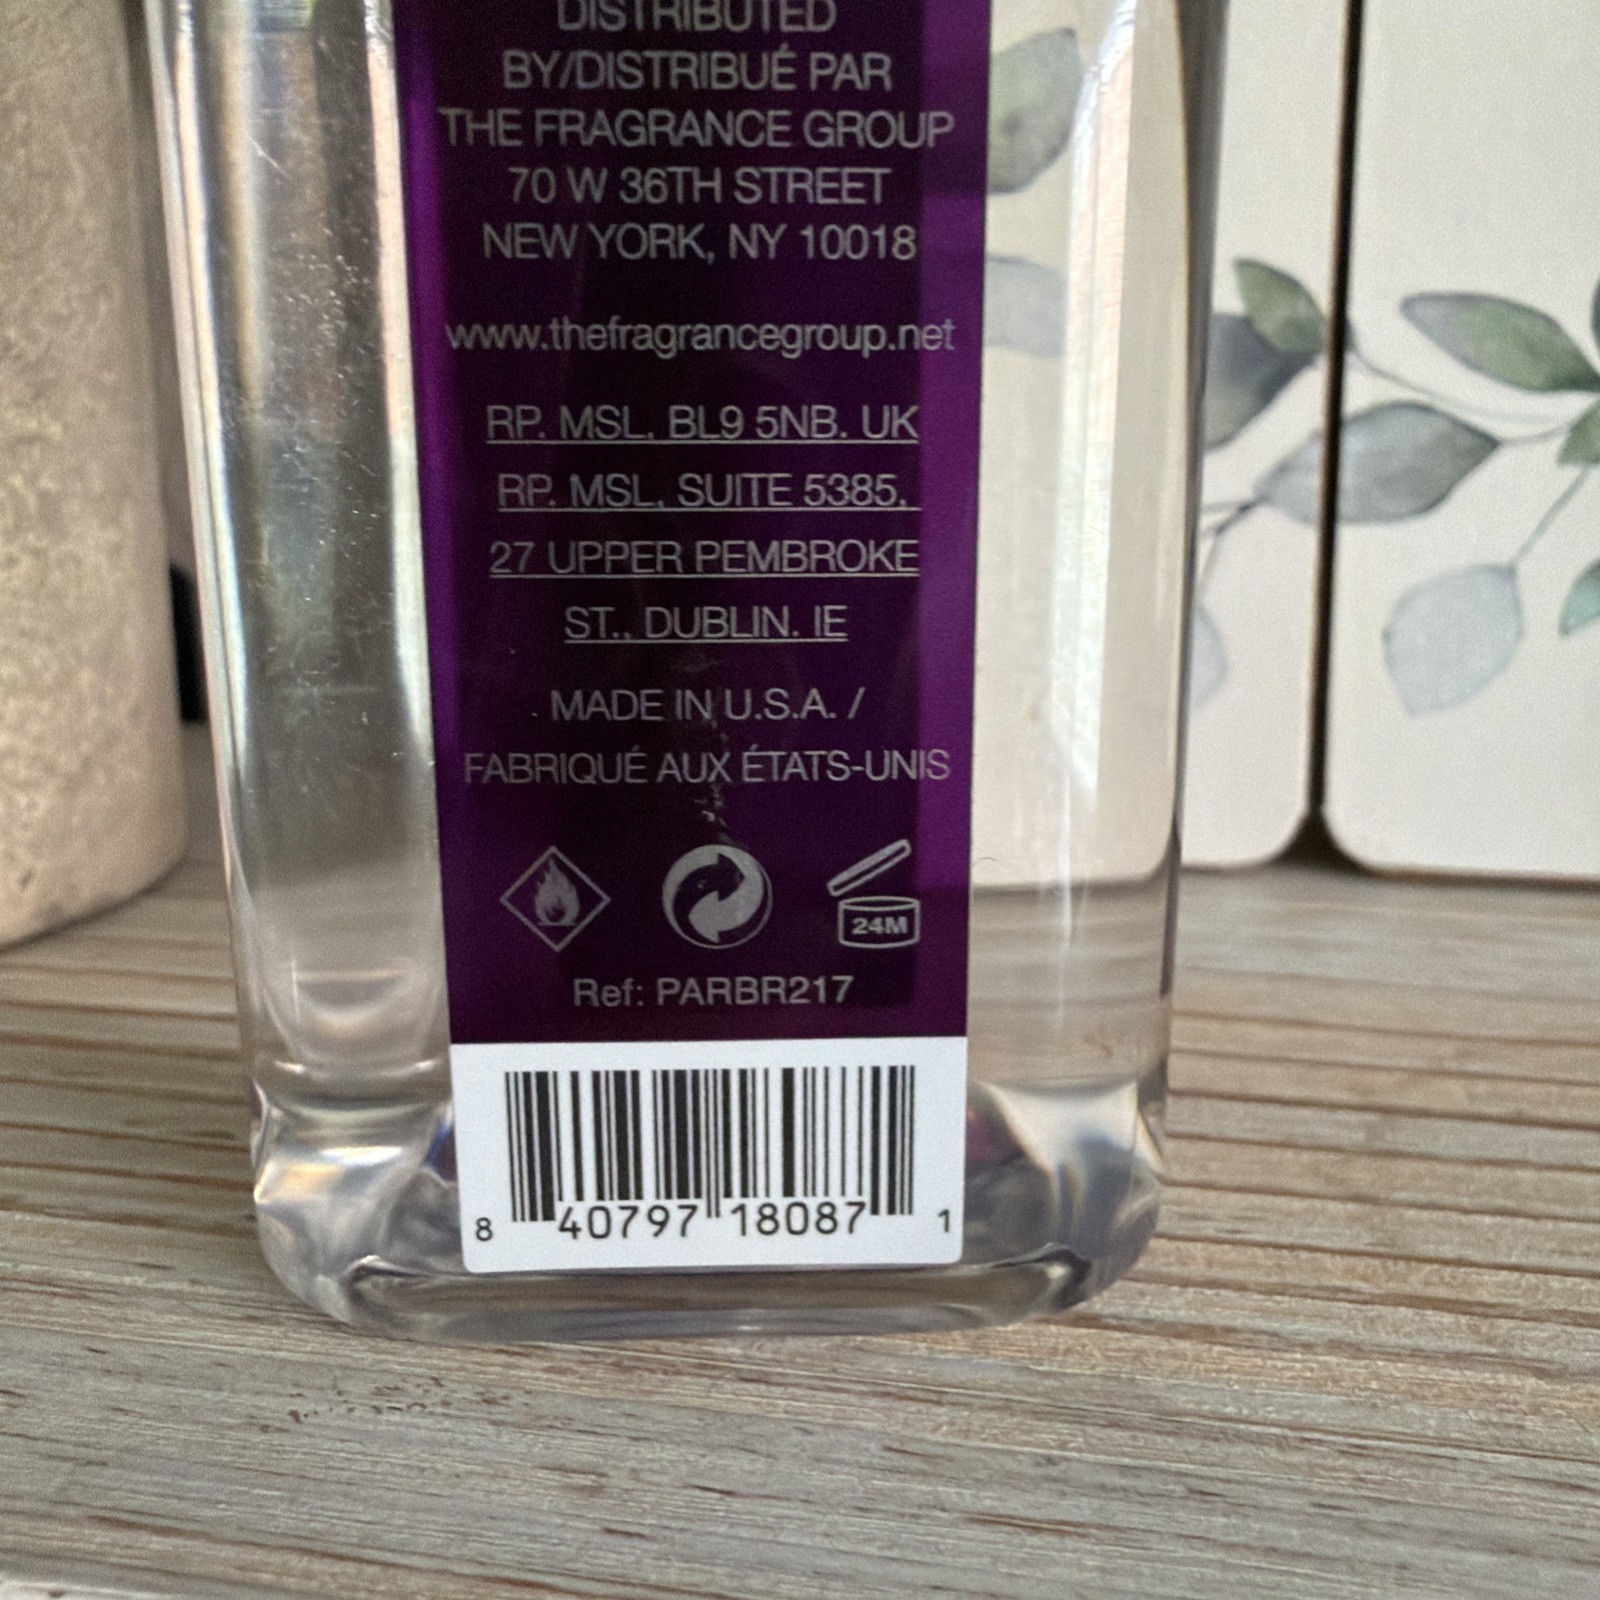 DISTRIBUTED
BY/DISTRIBUÉ PAR
THE FRAGRANCE GROUP
70 W 36TH STREET
NEW YORK, NY 10018
www.thefragrancegroup.net
RP. MSL. BL9 5NB. UK
RP. MSL. SUITE 5385.
27 UPPER PEMBROKE
ST.. DUBLIN. IE
MADE IN U.S.A. /
FABRIQUÉ AUX ÉTATS-UNIS
24M
Ref: PARBR217
8 40797 18087 1